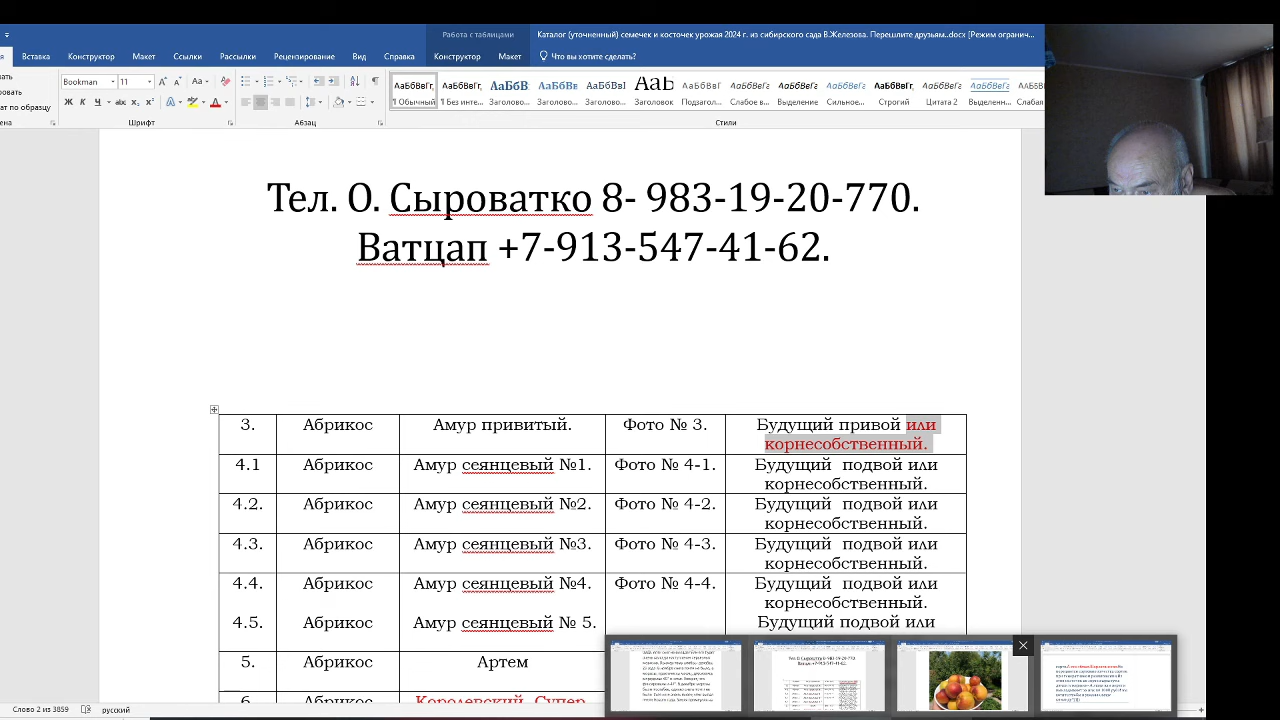 Работа с таблицами
Каталог (уточненный) семечек и косточек урожая 2024 г. из сибирского сада В.Железова. Перешлите друзьям..docx [Режим огранич...
Вставка Конструктор Макет Ссылки Рассылки Рецензирование Вид Справка Конструктор Макет Что вы хотите сделать?
Bookman 11
Шрифт Абзац Стили
¶ Обычный ¶ Без инте... Заголово... Заголово... Заголово... Заголовок Подзагол... Слабое в... Выделение Сильное... Строгий Цитата 2 Выделенн... Слабая
Тел. О. Сыроватко 8- 983-19-20-770.
Ватцап +7-913-547-41-62.
3. Абрикос Амур привитый. Фото № 3. Будущий привой или
корнесобственный.
4.1 Абрикос Амур сеянцевый №1. Фото № 4-1. Будущий подвой или
корнесобственный.
4.2. Абрикос Амур сеянцевый №2. Фото № 4-2. Будущий подвой или
корнесобственный.
4.3. Абрикос Амур сеянцевый №3. Фото № 4-3. Будущий подвой или
корнесобственный.
4.4. Абрикос Амур сеянцевый №4. Фото № 4-4. Будущий подвой или
корнесобственный.
4.5. Абрикос Амур сеянцевый № 5. Будущий подвой или
5. Абрикос Артем
Абрикос Королевский. Супер
Слово 2 из 3859 русский